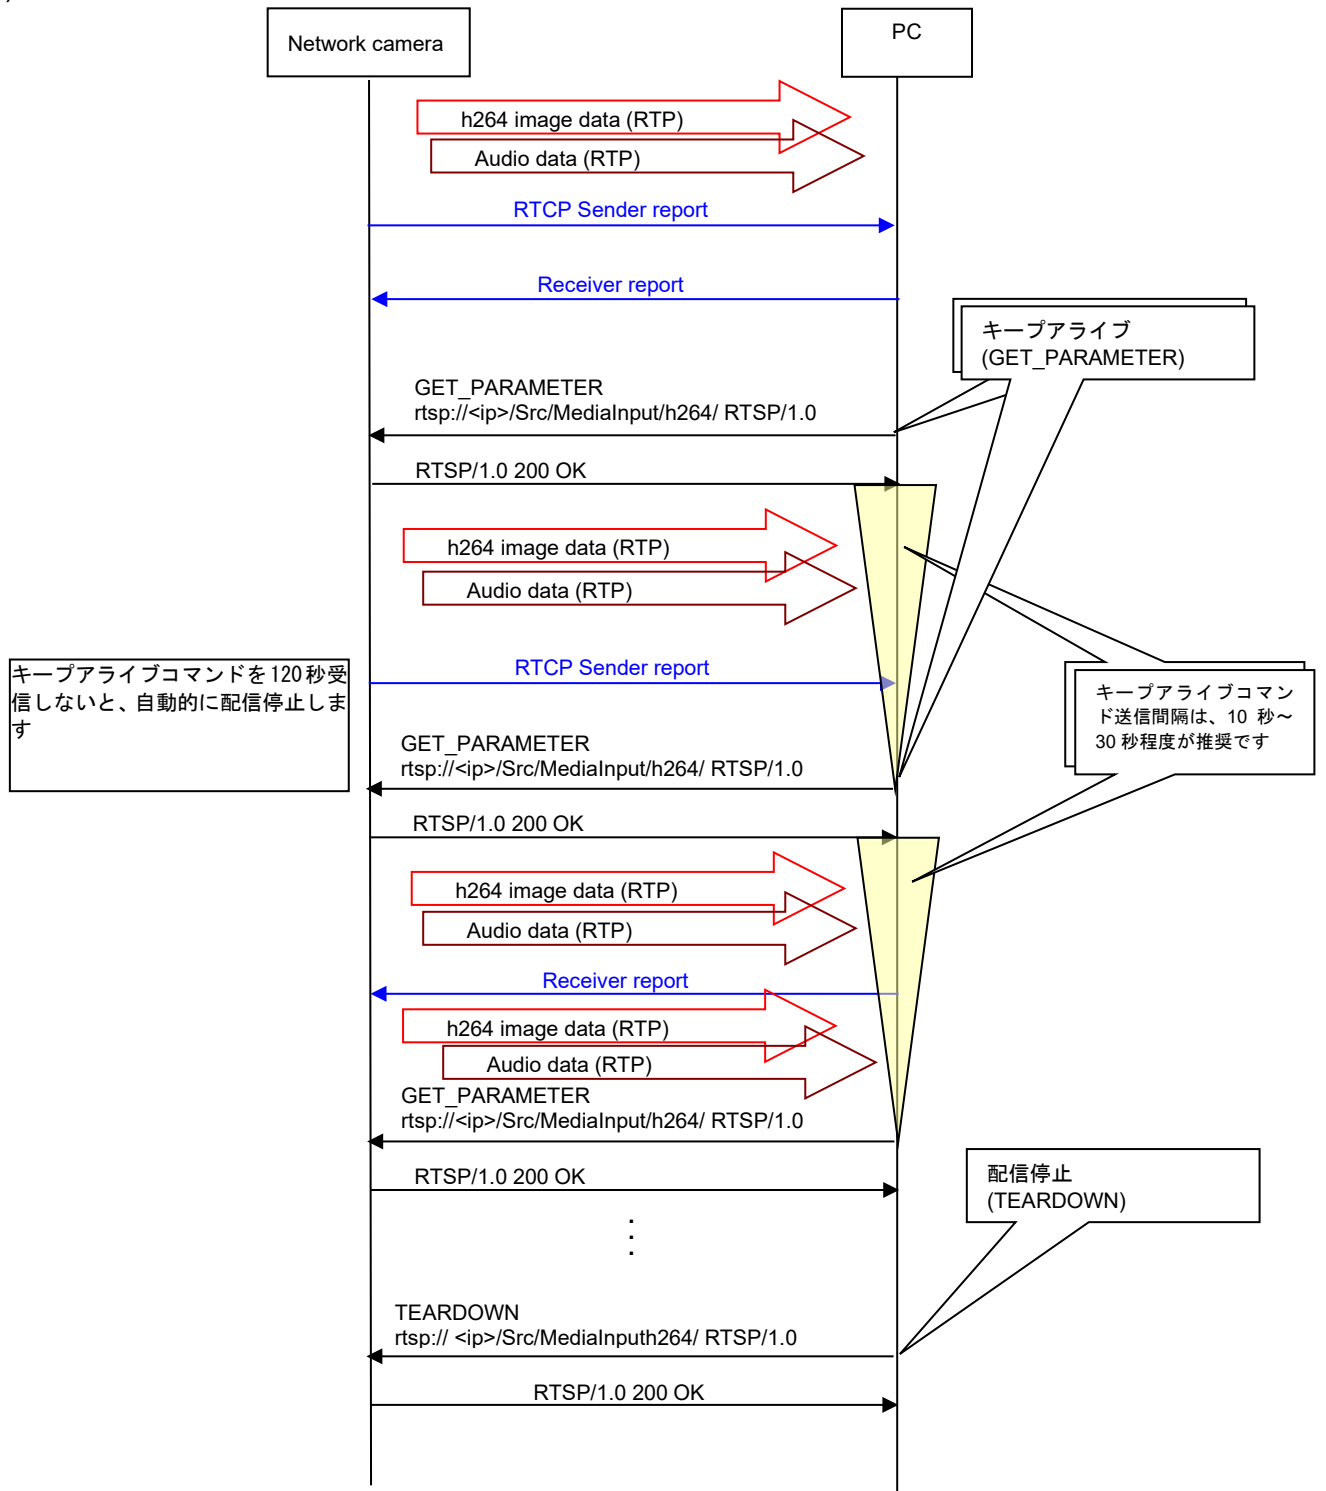 )
Network camera
PC
h264 image data (RTP)
Audio data (RTP)
RTCP Sender report
Receiver report
キープアライブ
(GET_PARAMETER)
GET_PARAMETER
rtsp://<ip>/Src/MediaInput/h264/ RTSP/1.0
RTSP/1.0 200 OK
h264 image data (RTP)
Audio data (RTP)
RTCP Sender report
キープアライブコマンドを120秒受
信しないと、自動的に配信停止しま
す
キープアライブコマン
ド送信間隔は、10 秒～
30 秒程度が推奨です
GET_PARAMETER
rtsp://<ip>/Src/MediaInput/h264/ RTSP/1.0
RTSP/1.0 200 OK
h264 image data (RTP)
Audio data (RTP)
Receiver report
h264 image data (RTP)
Audio data (RTP)
GET_PARAMETER
rtsp://<ip>/Src/MediaInput/h264/ RTSP/1.0
RTSP/1.0 200 OK
配信停止
(TEARDOWN)
TEARDOWN
rtsp:// <ip>/Src/MediaInputh264/ RTSP/1.0
RTSP/1.0 200 OK